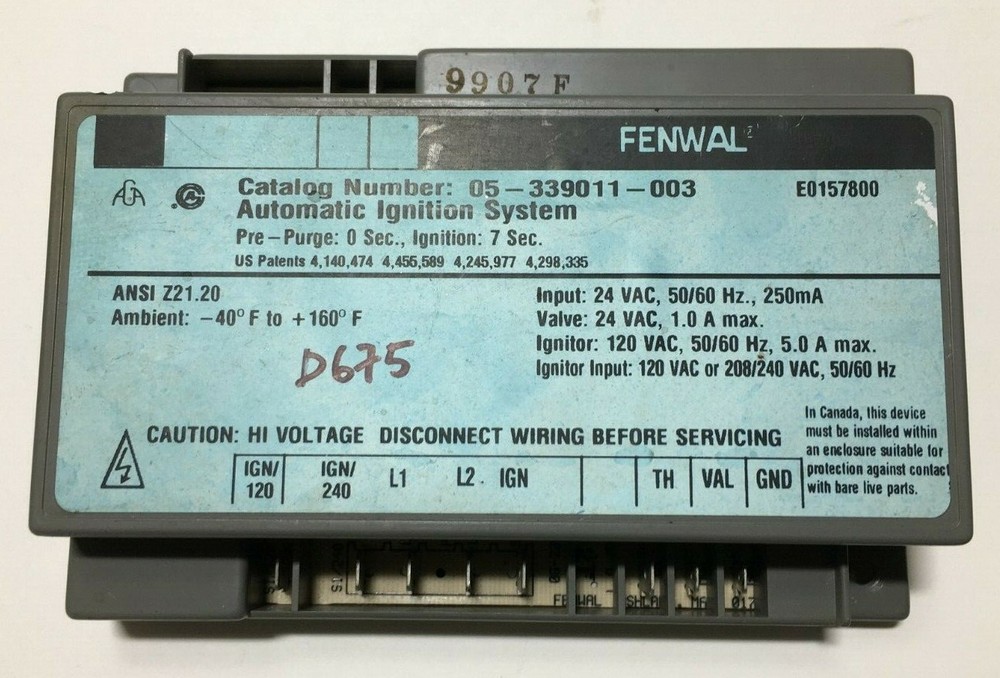 9907F
FENWAL
Catalog Number: 05-339011-003
E0157800
Automatic Ignition System
Pre-Purge: 0 Sec., Ignition: 7 Sec.
US Patents 4,140,474 4,455,589 4,245,977 4,298,335
ANSI Z21.20
Ambient: -40° F to +160° F
Input: 24 VAC, 50/60 Hz., 250mA
Valve: 24 VAC, 1.0 A max.
Ignitor: 120 VAC, 50/60 Hz, 5.0 A max.
Ignitor Input: 120 VAC or 208/240 VAC, 50/60 Hz
D675
In Canada, this device
must be installed within
an enclosure suitable for
protection against contact
with bare live parts.
CAUTION: HI VOLTAGE DISCONNECT WIRING BEFORE SERVICING
IGN/ 120
IGN/ 240
L1
L2
IGN
TH
VAL
GND
FENWAL